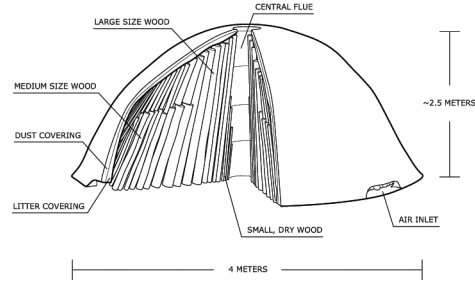 CENTRAL FLUE
LARGE SIZE WOOD
MEDIUM SIZE WOOD
~2.5 METERS
DUST COVERING
LITTER COVERING
AIR INLET
SMALL, DRY WOOD
4 METERS